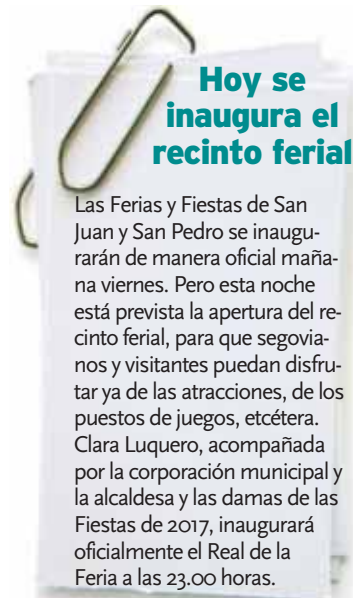 Hoy se
inaugura el
recinto ferial
Las Ferias y Fiestas de San
Juan y San Pedro se inaugu-
rarán de manera oficial maña-
na viernes. Pero esta noche
está prevista la apertura del re-
cinto ferial, para que segovia-
nos y visitantes puedan disfru-
tar ya de las atracciones, de los
puestos de juegos, etcétera.
Clara Luquero, acompañada
por la corporación municipal y
la alcaldesa y las damas de las
Fiestas de 2017, inaugurará
oficialmente el Real de la
Feria a las 23.00 horas.